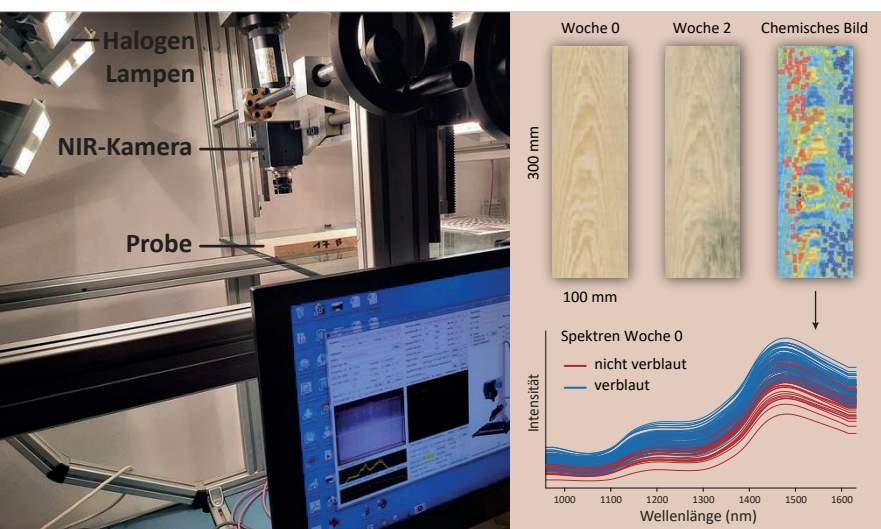 Halogen
Lampen
NIR-Kamera
Probe
17 B
Woche 0
Woche 2
Chemisches Bild
300 mm
100 mm
Spektren Woche 0
nicht verblaut
verblaut
Intensität
1000
1100
1200
1300
1400
1500
1600
Wellenlänge (nm)